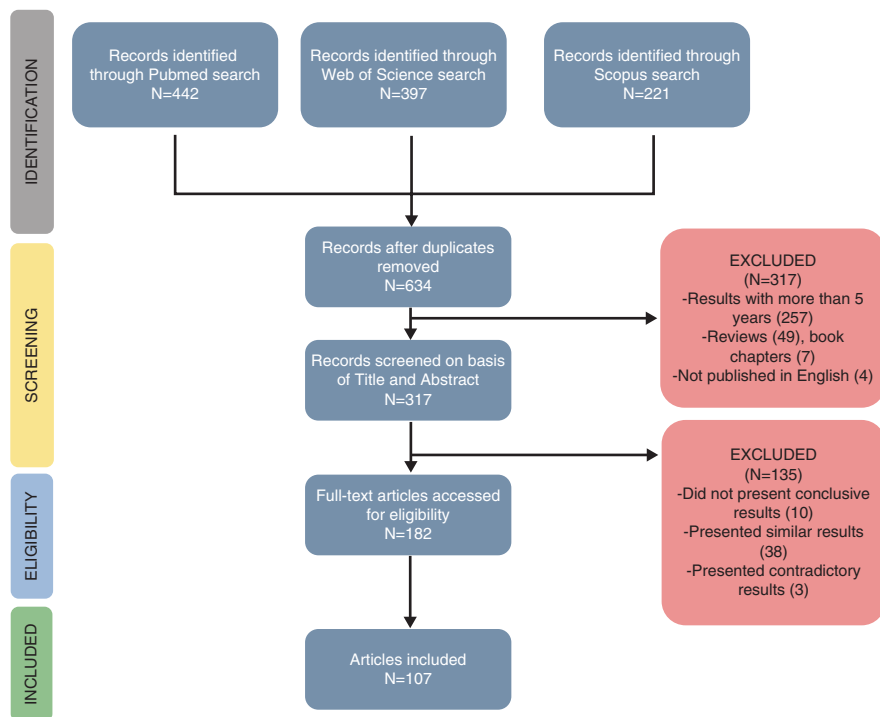 IDENTIFICATION
Records identified
through Pubmed search
N=442
Records identified through
Web of Science search
N=397
Records identified through
Scopus search
N=221
SCREENING
Records after duplicates
removed
N=634
EXCLUDED
(N=317)
-Results with more than 5
years (257)
-Reviews (49), book
chapters (7)
-Not published in English (4)
Records screened on basis
of Title and Abstract
N=317
EXCLUDED
(N=135)
-Did not present conclusive
results (10)
-Presented similar results
(38)
-Presented contradictory
results (3)
ELIGIBILITY
Full-text articles accessed
for eligibility
N=182
INCLUDED
Articles included
N=107